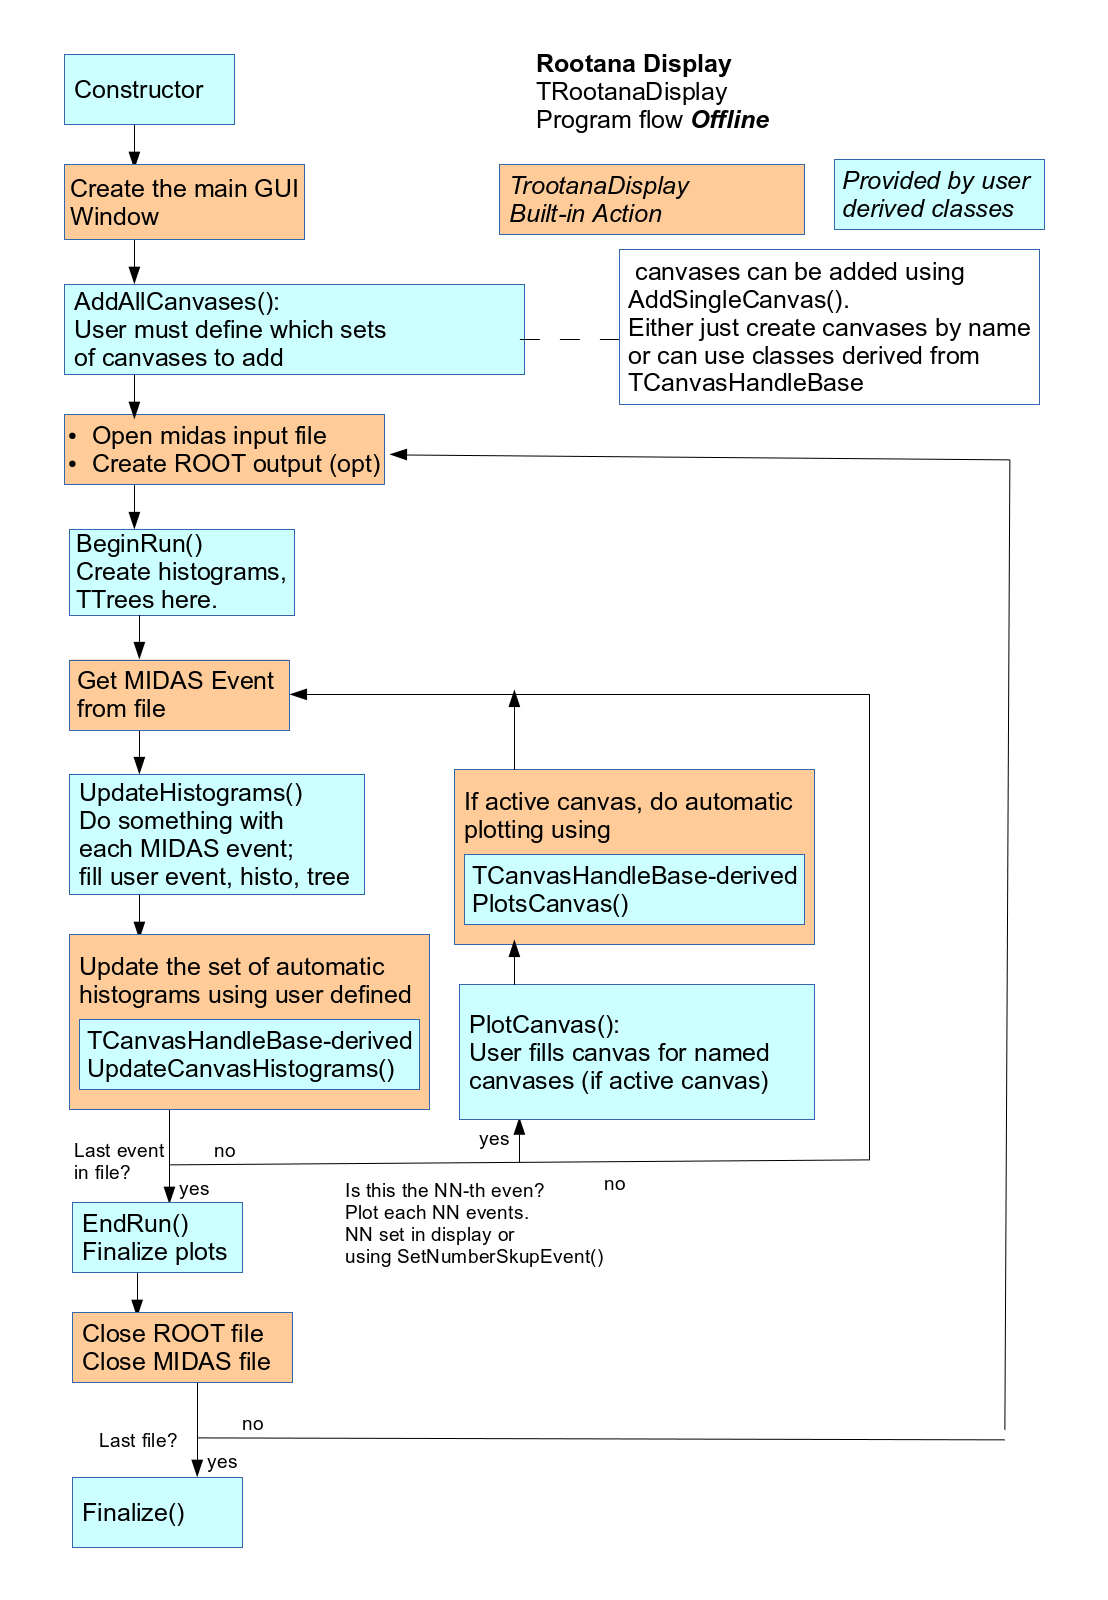 Constructor
Rootana Display
TRootanaDisplay
Program flow Offline
Create the main GUI
Window
TrootanaDisplay
Built-in Action
Provided by user
derived classes
AddAllCanvases():
User must define which sets
of canvases to add
canvases can be added using
AddSingleCanvas().
Either just create canvases by name
or can use classes derived from
TCanvasHandleBase
• Open midas input file
• Create ROOT output (opt)
BeginRun()
Create histograms,
TTrees here.
Get MIDAS Event
from file
UpdateHistograms()
Do something with
each MIDAS event;
fill user event, histo, tree
If active canvas, do automatic
plotting using
TCanvasHandleBase-derived
PlotsCanvas()
Update the set of automatic
histograms using user defined
TCanvasHandleBase-derived
UpdateCanvasHistograms()
PlotCanvas():
User fills canvas for named
canvases (if active canvas)
Last event
in file?
no
yes
yes
Is this the NN-th even?
Plot each NN events.
NN set in display or
using SetNumberSkupEvent()
no
EndRun()
Finalize plots
Close ROOT file
Close MIDAS file
Last file?
no
yes
Finalize()